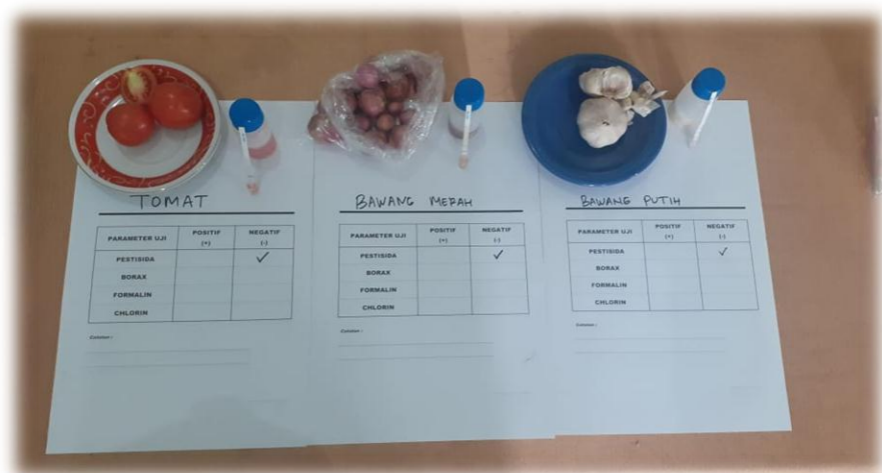 TOMAT
PARAMETER UJI POSITIF (+) NEGATIF (-)
PESTISIDA ✓
BORAX
FORMALIN
CHLORIN
Catatan :
BAWANG MERAH
PARAMETER UJI POSITIF (+) NEGATIF (-)
PESTISIDA ✓
BORAX
FORMALIN
CHLORIN
Catatan :
BAWANG PUTIH
PARAMETER UJI POSITIF (+) NEGATIF (-)
PESTISIDA ✓
BORAX
FORMALIN
CHLORIN
Catatan :